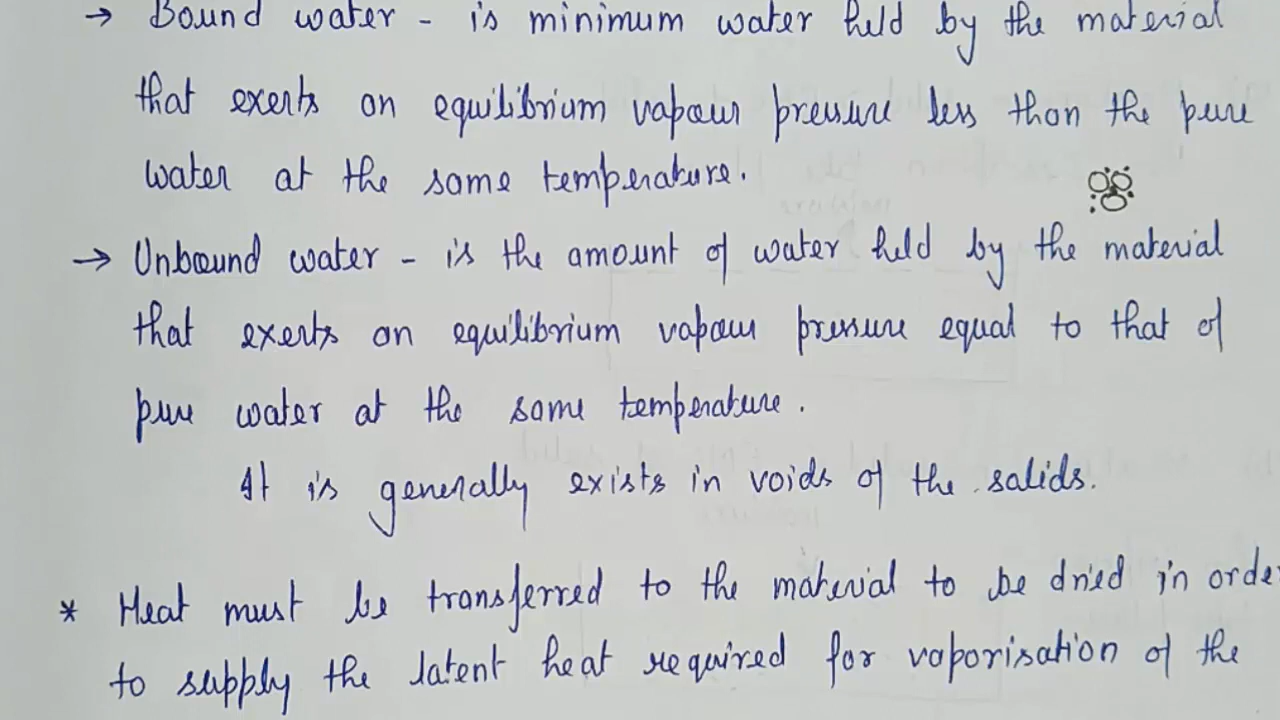 → Bound water - is minimum water held by the material
that exerts an equilibrium vapour pressure less than the pure
water at the same temperature.
→ Unbound water - is the amount of water held by the material
that exerts an equilibrium vapour pressure equal to that of
pure water at the same temperature.
It is generally exists in voids of the solids.
* Heat must be transferred to the material to be dried in orde
to supply the latent heat required for vaporisation of the